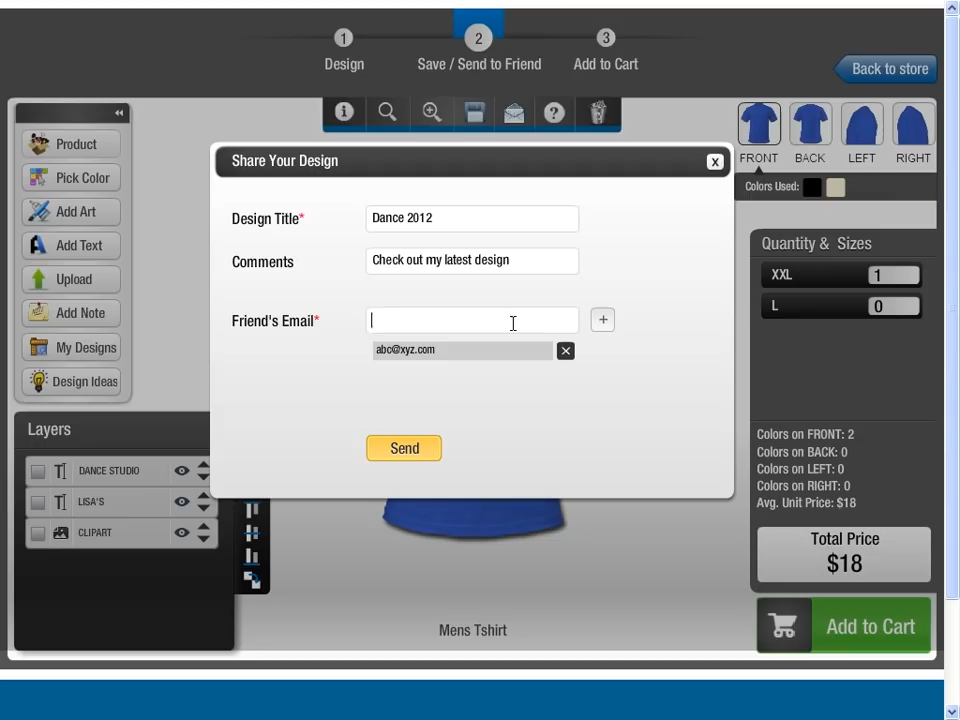 1
2
3
Design
Save / Send to Friend
Add to Cart
Back to store
Product
Pick Color
Add Art
Add Text
Upload
Add Note
My Designs
Design Ideas
FRONT
BACK
LEFT
RIGHT
Colors Used:
Share Your Design
x
Design Title*
Dance 2012
Comments
Check out my latest design
Friend's Email*
+
abc@xyz.com
Send
Quantity & Sizes
XXL
1
L
0
Layers
DANCE STUDIO
LISA'S
CLIPART
Colors on FRONT: 2
Colors on BACK: 0
Colors on LEFT: 0
Colors on RIGHT: 0
Avg. Unit Price: $18
Total Price
$18
Add to Cart
Mens Tshirt